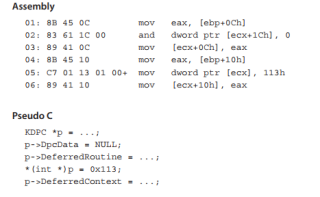 Assembly
01: 8B 45 0C mov eax, [ebp+0Ch]
02: 83 61 1C 00 and dword ptr [ecx+1Ch], 0
03: 89 41 0C mov [ecx+0Ch], eax
04: 8B 45 10 mov eax, [ebp+10h]
05: C7 01 13 01 00+ mov dword ptr [ecx], 113h
06: 89 41 10 mov [ecx+10h], eax
Pseudo C
KDPC *p = ...;
p->DpcData = NULL;
p->DeferredRoutine = ...;
*(int *)p = 0x113;
p->DeferredContext = ...;